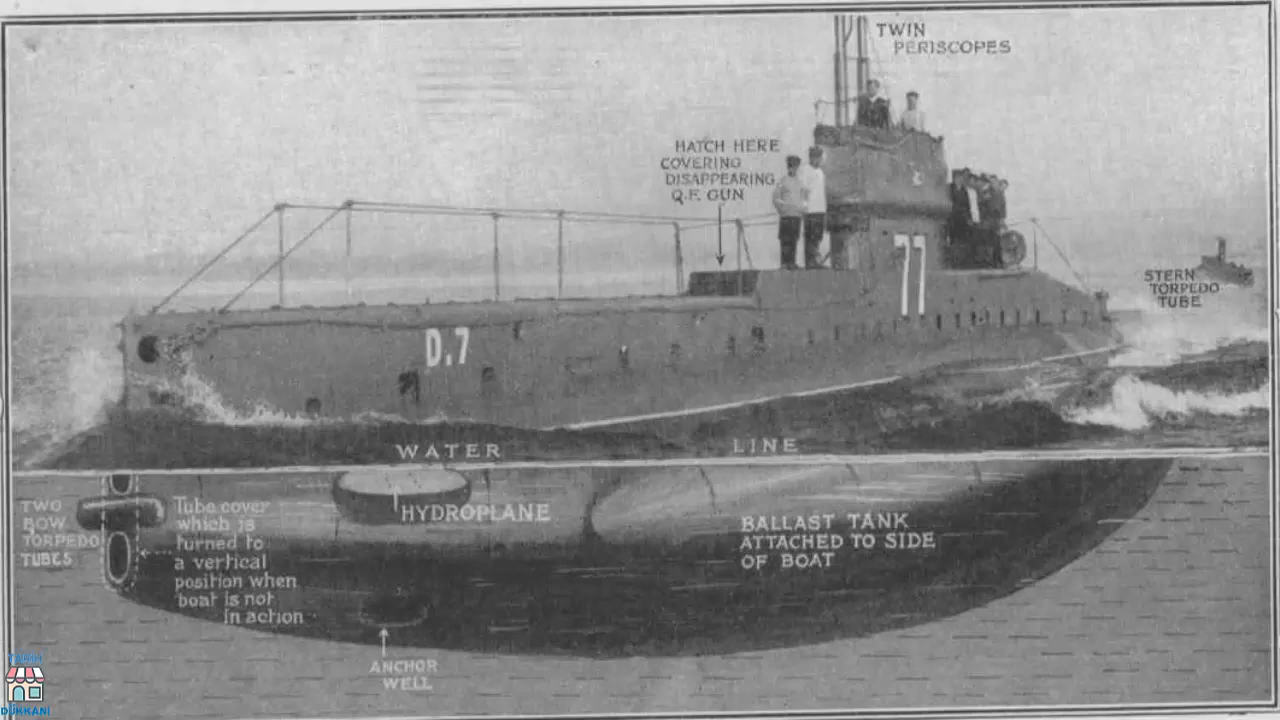 TWIN
PERISCOPES
HATCH HERE
COVERING
DISAPPEARING
Q.F. GUN
77
STERN
TORPEDO
TUBE
D.7
WATER LINE
TWO
BOW
TORPEDO
TUBES
Tube cover
which is
turned to
a vertical
position when
boat is not
in action
HYDROPLANE
BALLAST TANK
ATTACHED TO SIDE
OF BOAT
ANCHOR
WELL
DÜKKANI